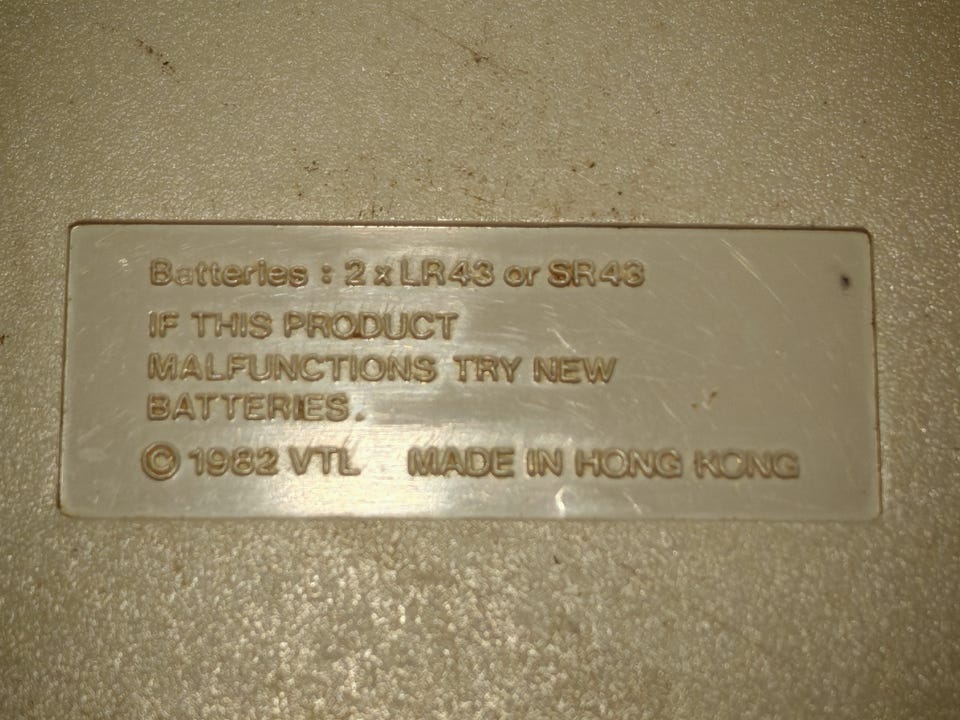 Batteries : 2 x LR43 or SR43
IF THIS PRODUCT
MALFUNCTIONS TRY NEW
BATTERIES.
© 1982 VTL MADE IN HONG KONG